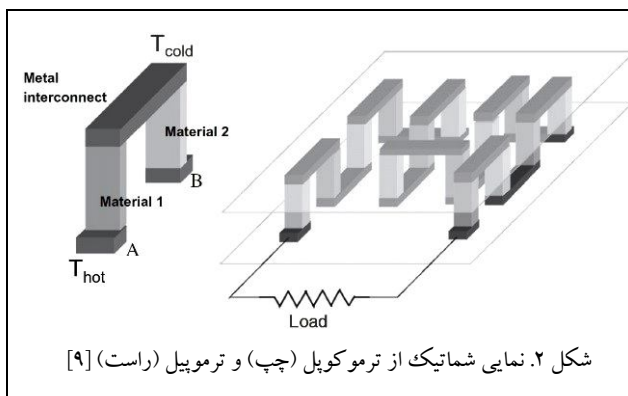 T_cold
Metal
interconnect
Material 2
B
Material 1
A
T_hot
Load
شکل ۲. نمایی شماتیک از ترموکوپل (چپ) و ترموپیل (راست) [۹]